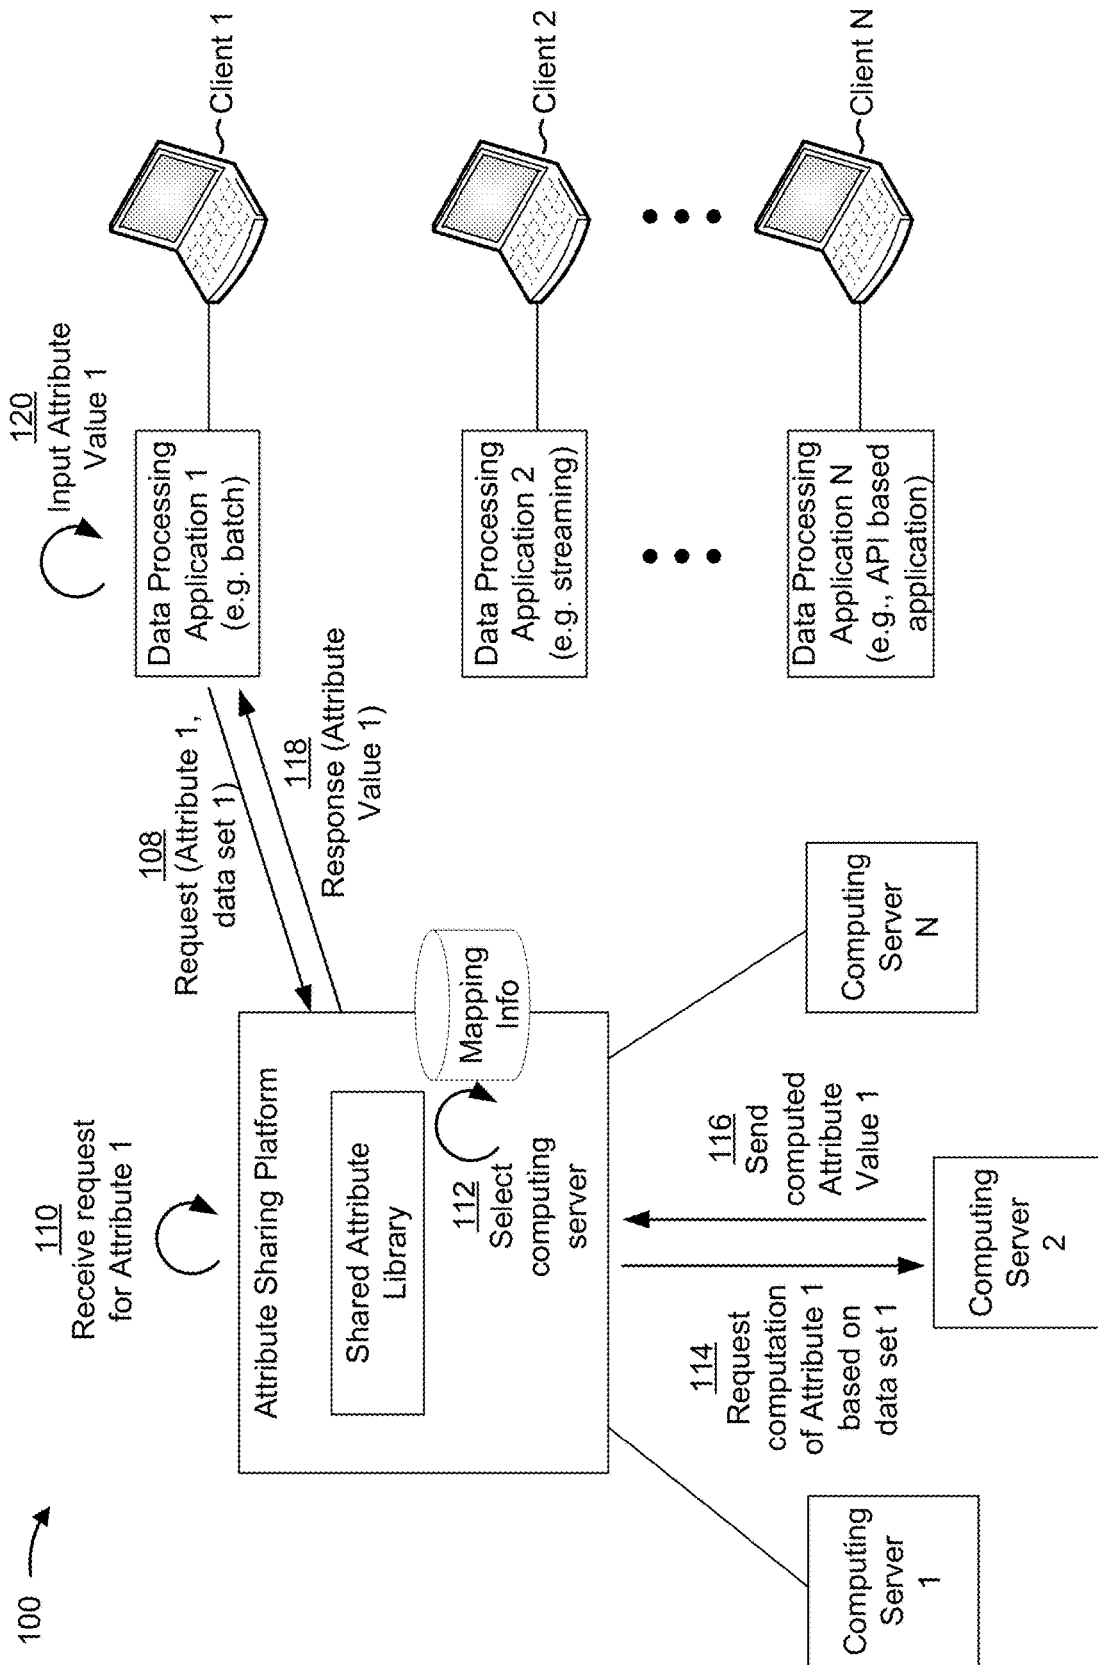 100
110
Receive request
for Attribute 1
Attribute Sharing Platform
Shared Attribute
Library
112
Select
computing
server
Mapping
Info
108
Request (Attribute 1,
data set 1)
118
Response (Attribute
Value 1)
120
Input Attribute
Value 1
Data Processing
Application 1
(e.g. batch)
Client 1
Data Processing
Application 2
(e.g. streaming)
Client 2
Data Processing
Application N
(e.g., API based
application)
Client N
114
Request
computation
of Attribute 1
based on
data set 1
116
Send
computed
Attribute
Value 1
Computing
Server
1
Computing
Server
2
Computing
Server
N